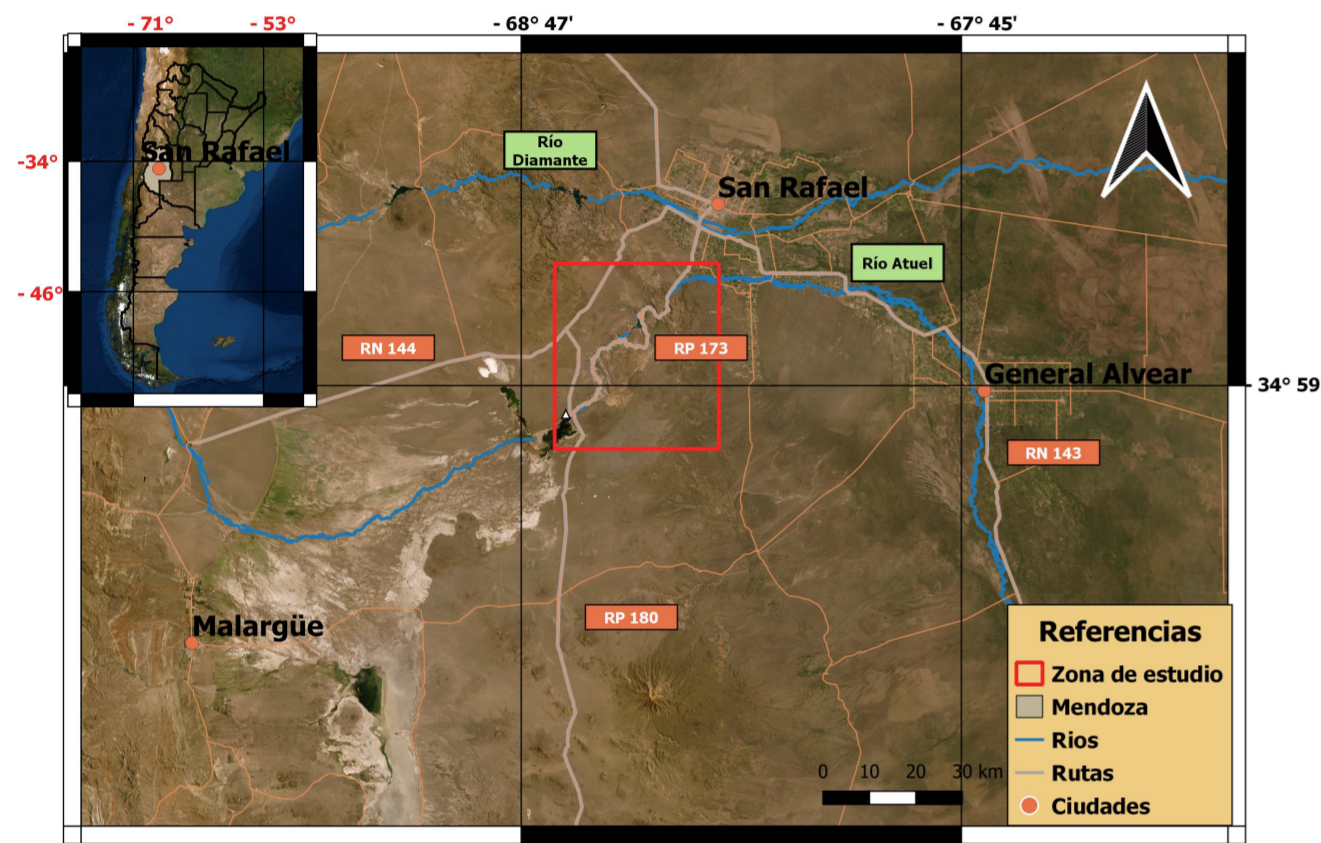 - 71°
- 53°
- 68° 47'
- 67° 45'
-34°
San Rafael
Río
Diamante
San Rafael
Río Atuel
- 46°
RN 144
RP 173
General Alvear
34° 59
RN 143
RP 180
Malargüe
Referencias
Zona de estudio
Mendoza
Rios
Rutas
Ciudades
0 10 20 30 km